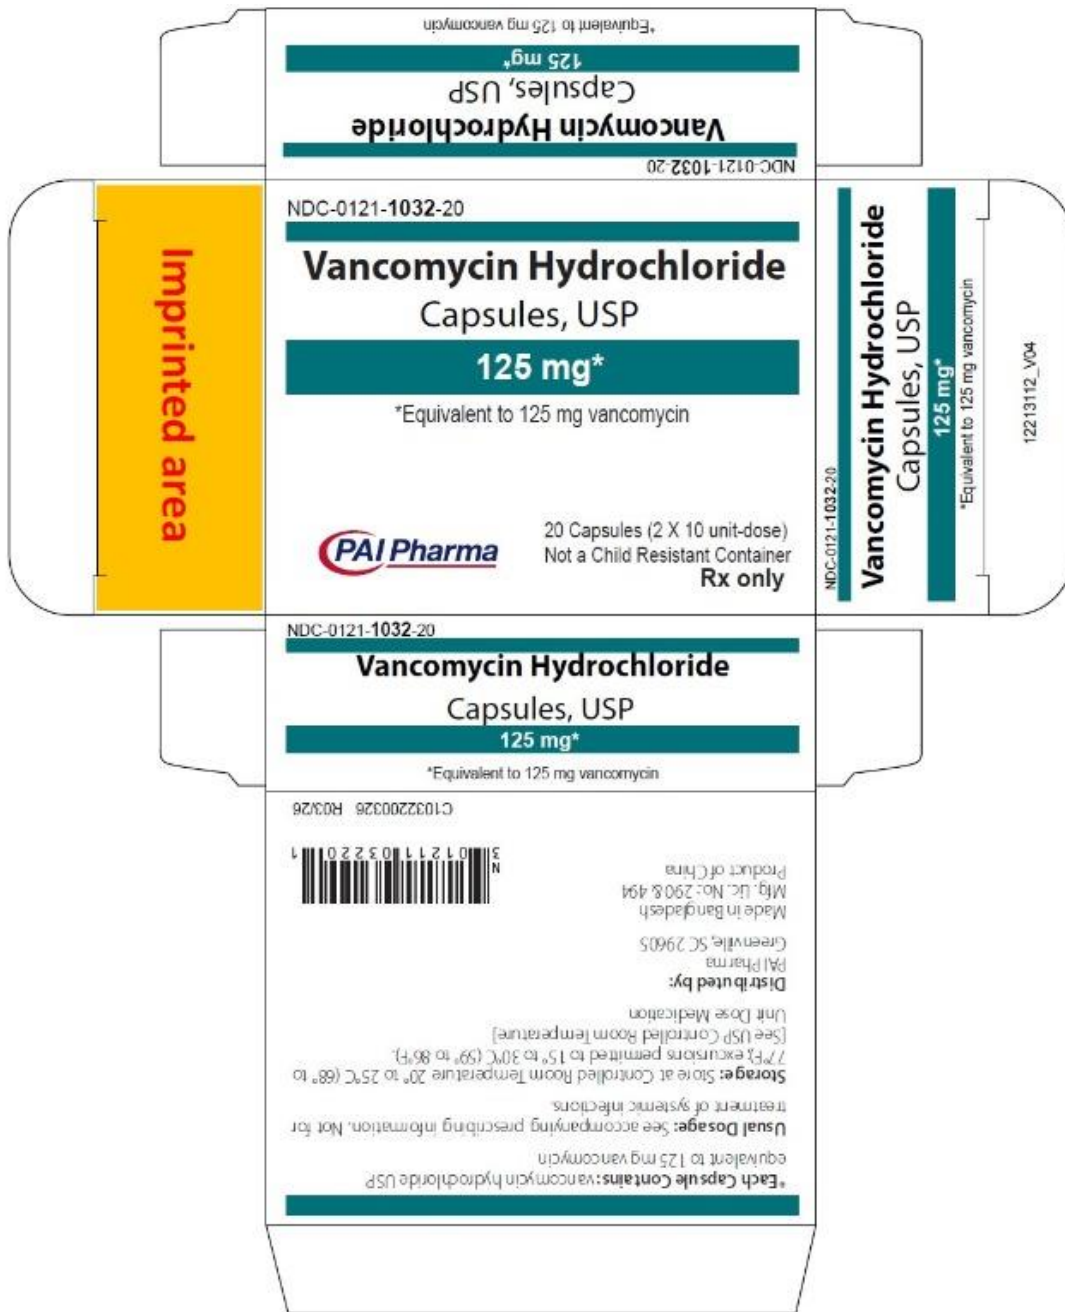 *Equivalent to 125 mg vancomycin
125 mg*
Capsules, USP
Vancomycin Hydrochloride
NDC-0121-1032-20
Imprinted area
NDC-0121-1032-20
Vancomycin Hydrochloride
Capsules, USP
125 mg*
*Equivalent to 125 mg vancomycin
PAI Pharma
20 Capsules (2 X 10 unit-dose)
Not a Child Resistant Container
Rx only
NDC-0121-1032-20
Vancomycin Hydrochloride
Capsules, USP
125 mg*
*Equivalent to 125 mg vancomycin
12213112_V04
NDC-0121-1032-20
Vancomycin Hydrochloride
Capsules, USP
125 mg*
*Equivalent to 125 mg vancomycin
*Each Capsule Contains: vancomycin hydrochloride USP
equivalent to 125 mg vancomycin
Usual Dosage: See accompanying prescribing information. Not for
treatment of systemic infections.
Storage: Store at Controlled Room Temperature 20° to 25°C (68° to
77°F); excursions permitted to 15° to 30°C (59° to 86°F).
[See USP Controlled Room Temperature]
Unit Dose Medication
Distributed by:
PAI Pharma
Greenville, SC 29605
Made in Bangladesh
Mfg. Lic. No.: 290 & 494
Product of China
N
3 0121103220 1
C1032200326 R03/26